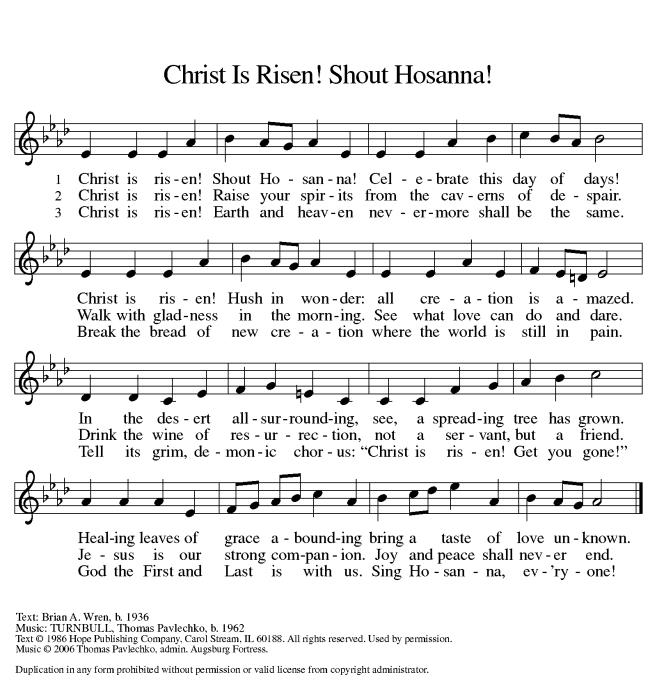 Christ Is Risen! Shout Hosanna!
1 Christ is ris - en! Shout Ho - san - na! Cel - e - brate this day of days!
2 Christ is ris - en! Raise your spir - its from the cav - erns of de - spair.
3 Christ is ris - en! Earth and heav - en nev - er - more shall be the same.
Christ is ris - en! Hush in won - der: all cre - a - tion is a - mazed.
Walk with glad - ness in the morn - ing. See what love can do and dare.
Break the bread of new cre - a - tion where the world is still in pain.
In the des - ert all - sur - round - ing, see, a spread - ing tree has grown.
Drink the wine of res - ur - rec - tion, not a ser - vant, but a friend.
Tell its grim, de - mon - ic chor - us: “Christ is ris - en! Get you gone!”
Heal - ing leaves of grace a - bound - ing bring a taste of love un - known.
Je - sus is our strong com - pan - ion. Joy and peace shall nev - er end.
God the First and Last is with us. Sing Ho - san - na, ev - 'ry - one!
Text: Brian A. Wren, b. 1936
Music: TURNBULL, Thomas Pavlechko, b. 1962
Text © 1986 Hope Publishing Company, Carol Stream, IL 60188. All rights reserved. Used by permission.
Music © 2006 Thomas Pavlechko, admin. Augsburg Fortress.
Duplication in any form prohibited without permission or valid license from copyright administrator.